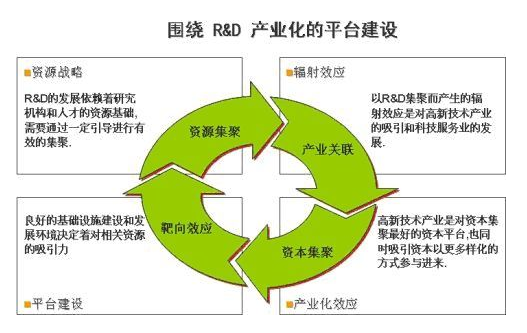 围绕 R&D 产业化的平台建设
资源战略
R&D的发展依赖着研究
机构和人才的资源基础,
需要通过一定引导进行有
效的集聚.
辐射效应
以R&D集聚而产生的辐
射效应是对高新技术产业
的吸引和科技服务业的发
展.
资源集聚
产业关联
靶向效应
资本集聚
良好的基础设施建设和发
展环境决定着对相关资源
的吸引力
平台建设
高新技术产业是对资本集
聚最好的资本平台,也同
时吸引资本以更多样化的
方式参与进来.
产业化效应